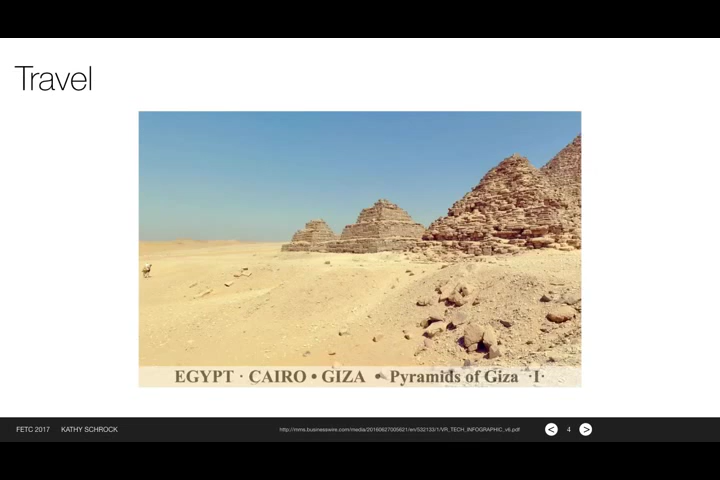 Travel
EGYPT · CAIRO • GIZA • Pyramids of Giza ·I·
FETC 2017 KATHY SCHROCK http://mms.businesswire.com/media/20160627005621/en/532133/1/VR_TECH_INFOGRAPHIC_v6.pdf < 4 >